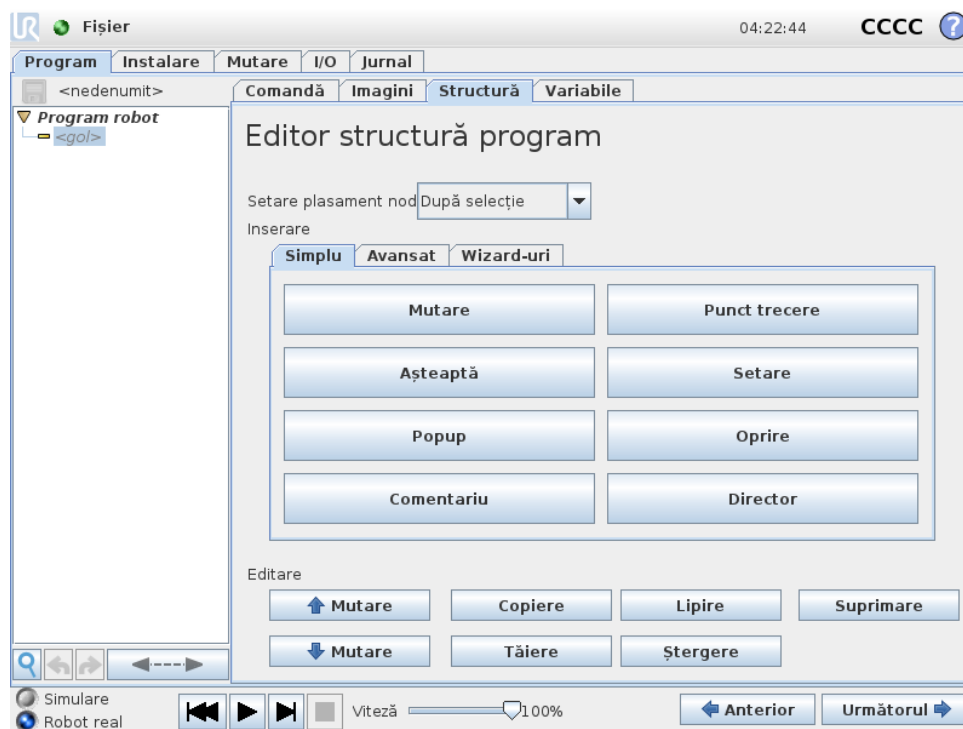 Fișier 04:22:44 CCCC ?
Program Instalare Mutare I/O Jurnal
<nedenumit> Comandă Imagini Structură Variabile
Program robot
<gol>
Editor structură program
Setare plasament nod După selecție
Inserare
Simplu Avansat Wizard-uri
Mutare Punct trecere
Așteaptă Setare
Popup Oprire
Comentariu Director
Editare
Mutare Copiere Lipire Suprimare
Mutare Tăiere Ștergere
Simulare
Robot real
Viteză 100%
Anterior Următorul